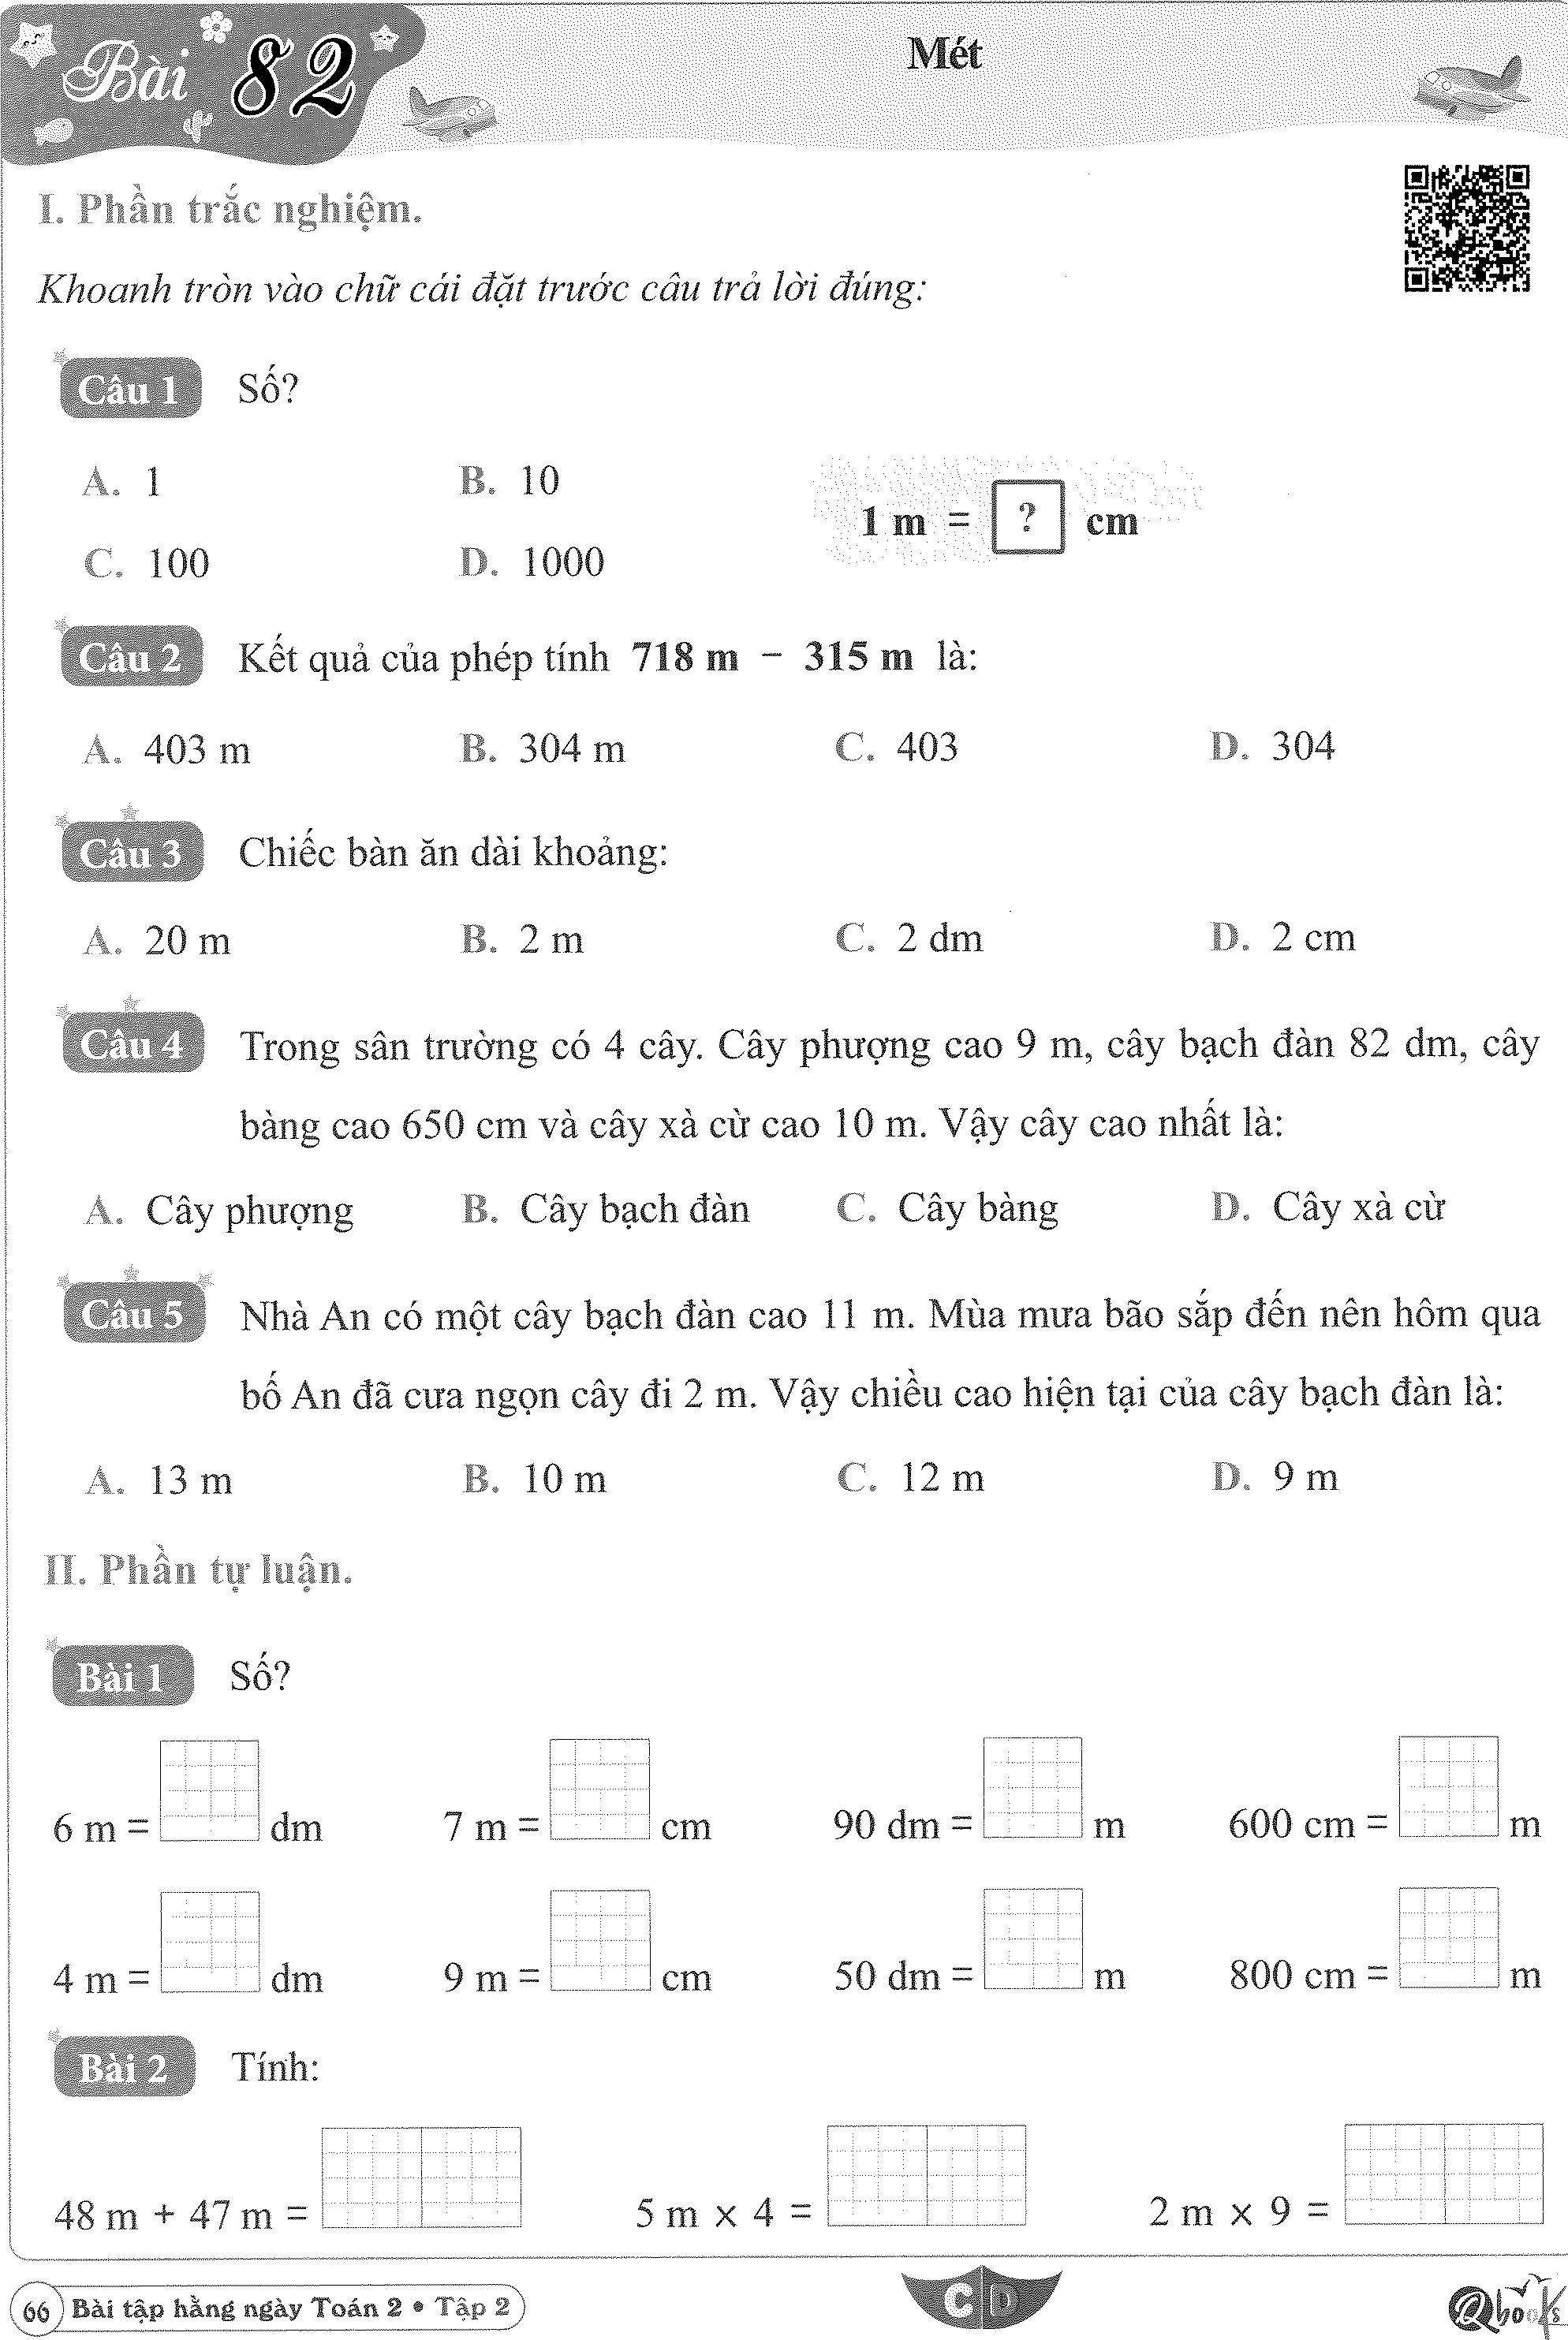 Bài 82
Mét
I. Phần trắc nghiệm.
Khoanh tròn vào chữ cái đặt trước câu trả lời đúng:
Câu 1 Số?
A. 1 B. 10
1 m = ? cm
C. 100 D. 1000
Câu 2 Kết quả của phép tính 718 m − 315 m là:
A. 403 m B. 304 m C. 403 D. 304
Câu 3 Chiếc bàn ăn dài khoảng:
A. 20 m B. 2 m C. 2 dm D. 2 cm
Câu 4 Trong sân trường có 4 cây. Cây phượng cao 9 m, cây bạch đàn 82 dm, cây
bàng cao 650 cm và cây xà cừ cao 10 m. Vậy cây cao nhất là:
A. Cây phượng B. Cây bạch đàn C. Cây bàng D. Cây xà cừ
Câu 5 Nhà An có một cây bạch đàn cao 11 m. Mùa mưa bão sắp đến nên hôm qua
bố An đã cưa ngọn cây đi 2 m. Vậy chiều cao hiện tại của cây bạch đàn là:
A. 13 m B. 10 m C. 12 m D. 9 m
II. Phần tự luận.
Bài 1 Số?
6 m = dm 7 m = cm 90 dm = m 600 cm = m
4 m = dm 9 m = cm 50 dm = m 800 cm = m
Bài 2 Tính:
48 m + 47 m = 5 m × 4 = 2 m × 9 =
66 Bài tập hằng ngày Toán 2 • Tập 2
CD
Qbooks